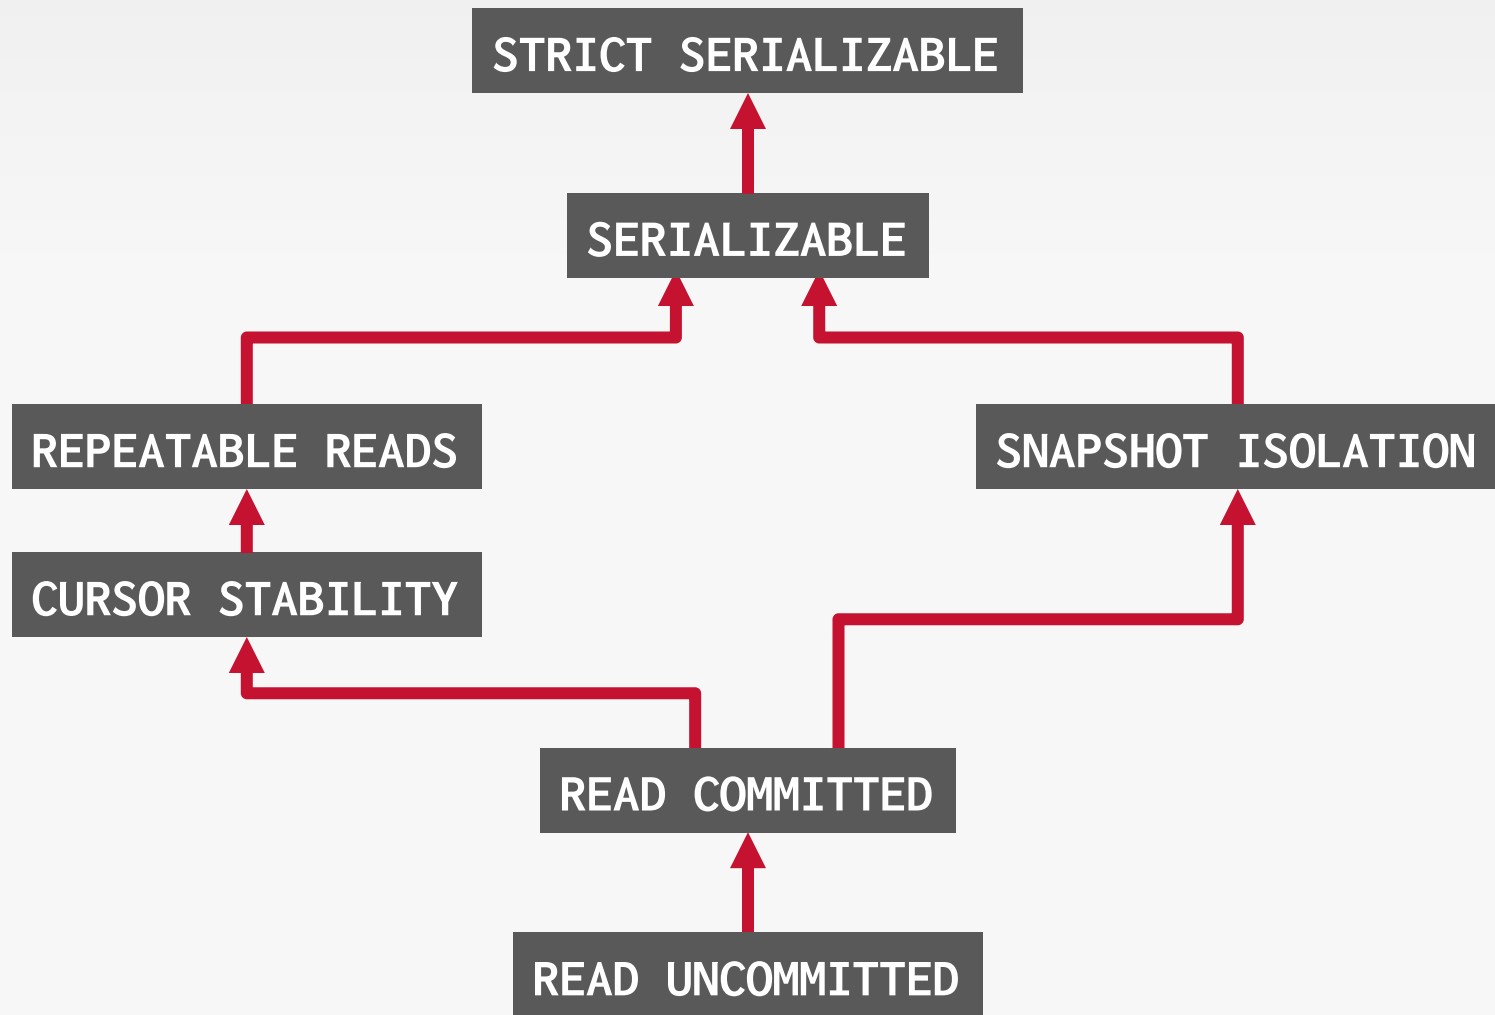 STRICT SERIALIZABLE
SERIALIZABLE
REPEATABLE READS
SNAPSHOT ISOLATION
CURSOR STABILITY
READ COMMITTED
READ UNCOMMITTED